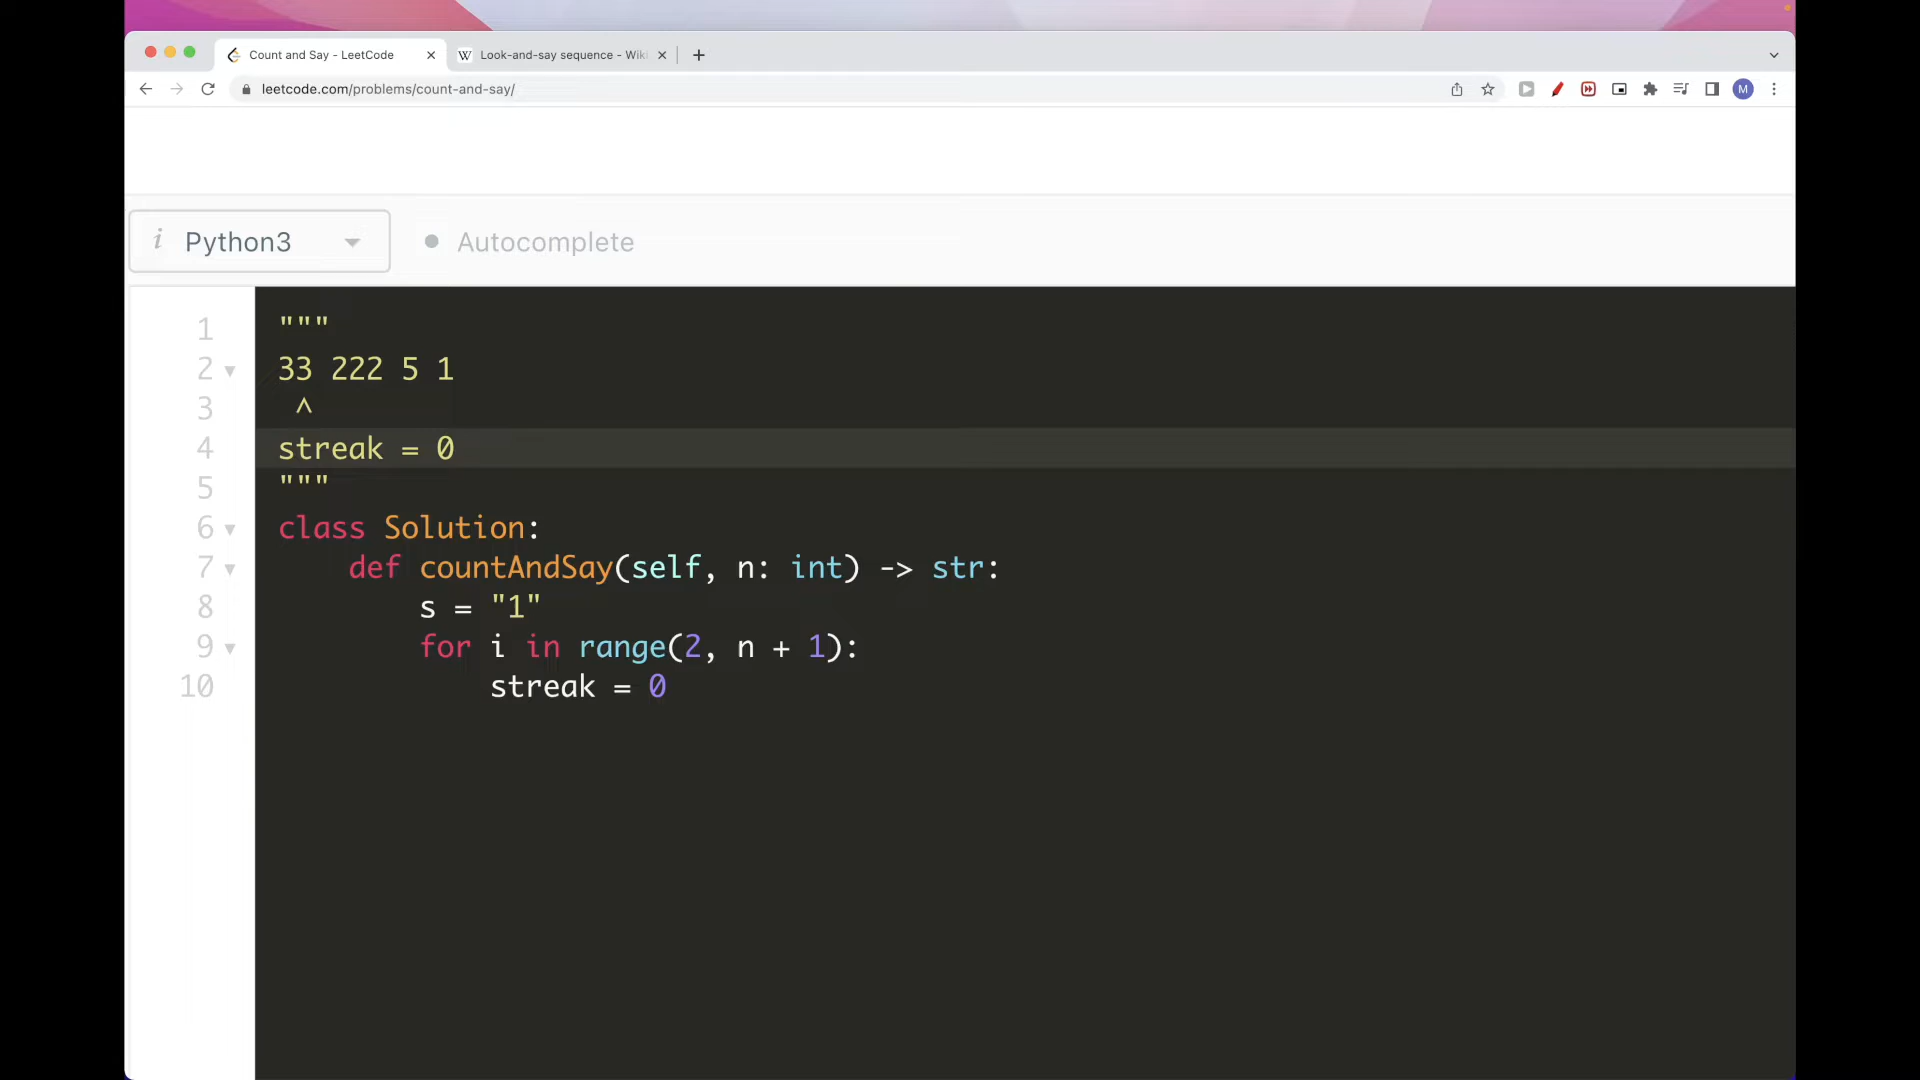 Count and Say - LeetCode
Look-and-say sequence - Wiki
leetcode.com/problems/count-and-say/
M
i Python3
Autocomplete
1 """
2 33 222 5 1
3 ^
4 streak = 0
5 """
6 class Solution:
7 def countAndSay(self, n: int) -> str:
8 s = "1"
9 for i in range(2, n + 1):
10 streak = 0